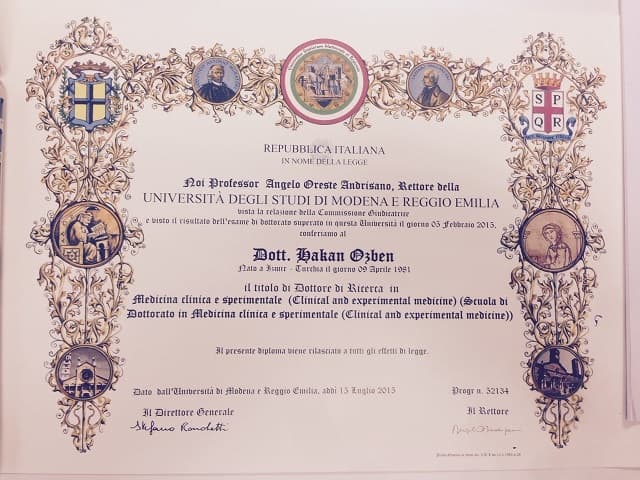 S P
Q R
REPUBBLICA ITALIANA
IN NOME DELLA LEGGE
Noi Professor Angelo Oreste Andrisano, Rettore della
UNIVERSITÀ DEGLI STUDI DI MODENA E REGGIO EMILIA
vista la relazione della Commissione Giudicatrice
e visto il risultato dell'esame di dottorato superato in questa Università il giorno 05 Febbraio 2015,
conferiamo al
Dott. Hakan Ozben
Nato a Izmir - Turchia il giorno 09 Aprile 1981
il titolo di Dottore di Ricerca in
Medicina clinica e sperimentale (Clinical and experimental medicine) (Scuola di
Dottorato in Medicina clinica e sperimentale (Clinical and experimental medicine))
Il presente diploma viene rilasciato a tutti gli effetti di legge.
Dato dall'Università di Modena e Reggio Emilia, addì 15 Luglio 2015
Progr n. 52134
Il Direttore Generale
Il Rettore
Stefano Ronchetti